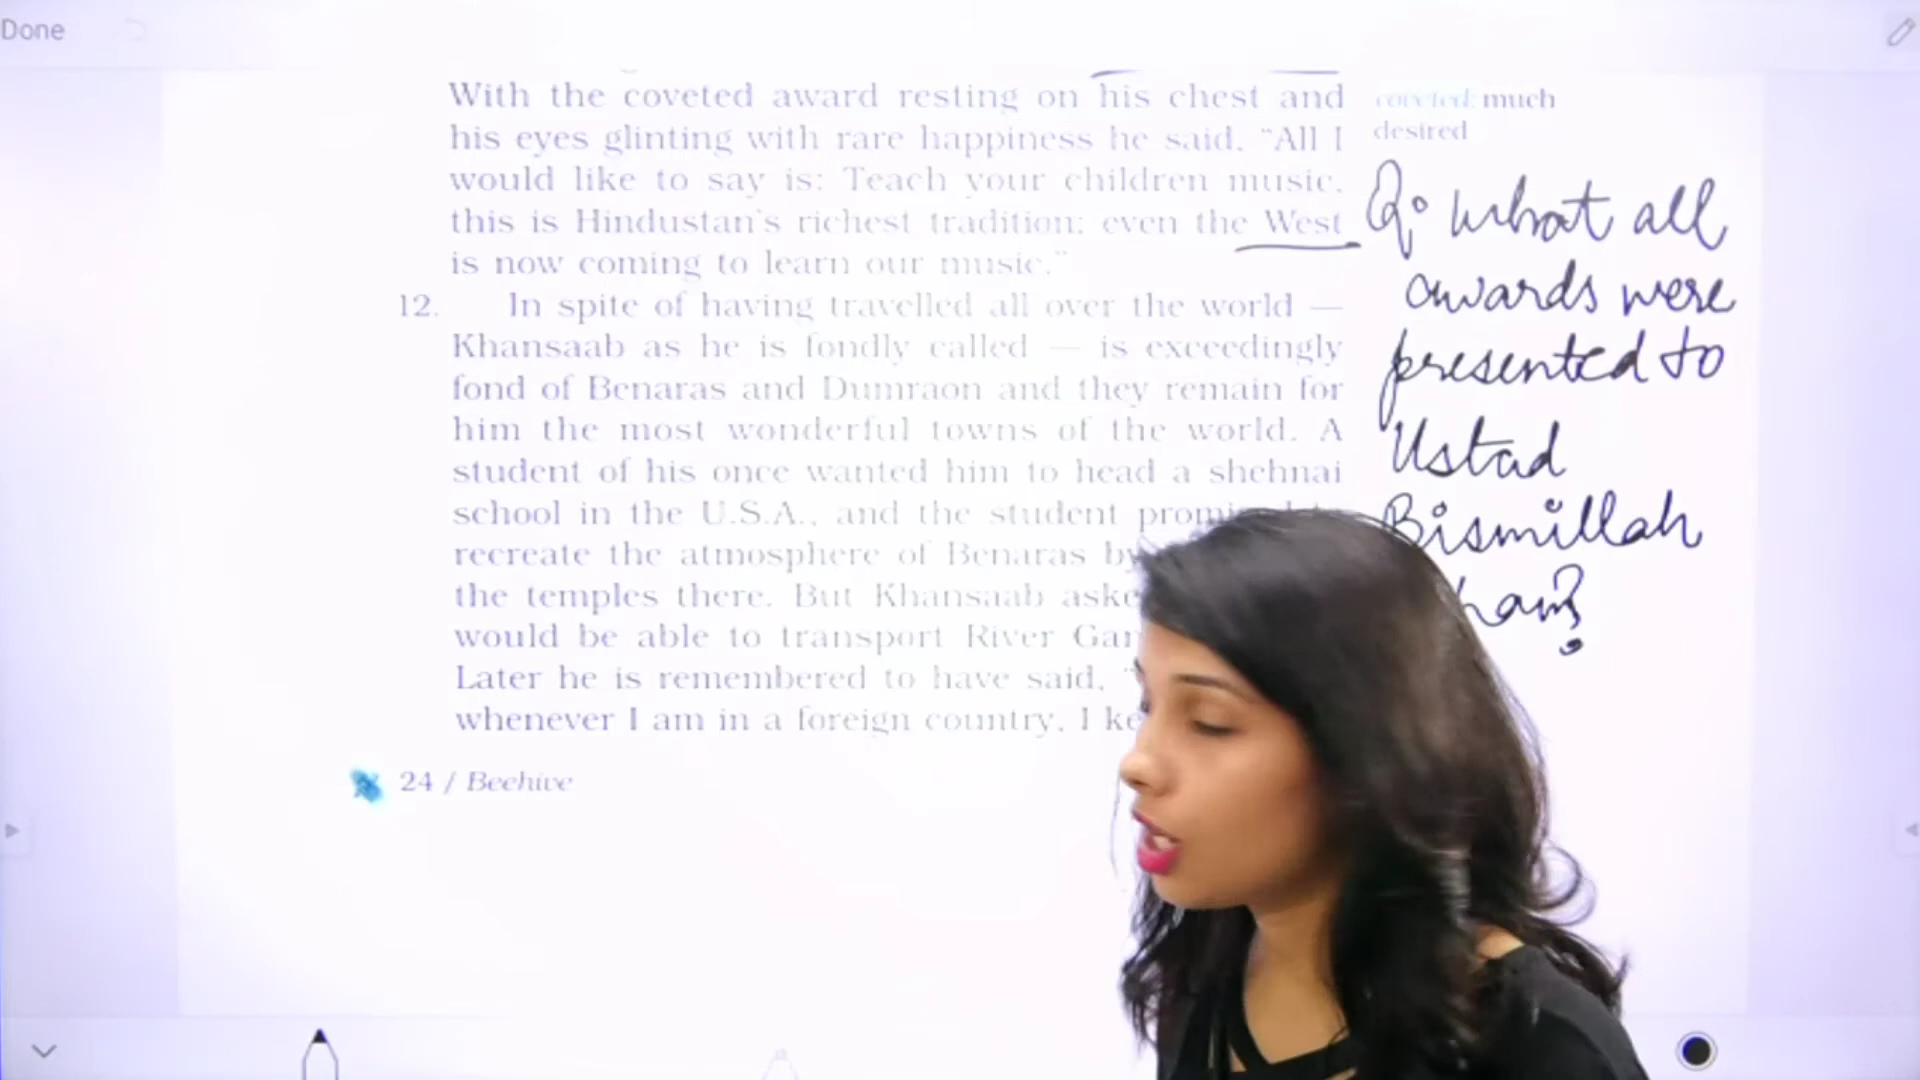 Done
With the coveted award resting on his chest and
his eyes glinting with rare happiness he said, “All I
would like to say is: Teach your children music,
this is Hindustan's richest tradition; even the West
is now coming to learn our music.”
coveted: much
desired
12. In spite of having travelled all over the world —
Khansaab as he is fondly called — is exceedingly
fond of Benaras and Dumraon and they remain for
him the most wonderful towns of the world. A
student of his once wanted him to head a shehnai
school in the U.S.A., and the student
recreate the atmosphere of Benaras
the temples there. But Khansaab
would be able to transport River
Later he is remembered to have said,
whenever I am in a foreign country, I
24 / Beehive
Q: What all
awards were
presented to
Ustad
Bismillah